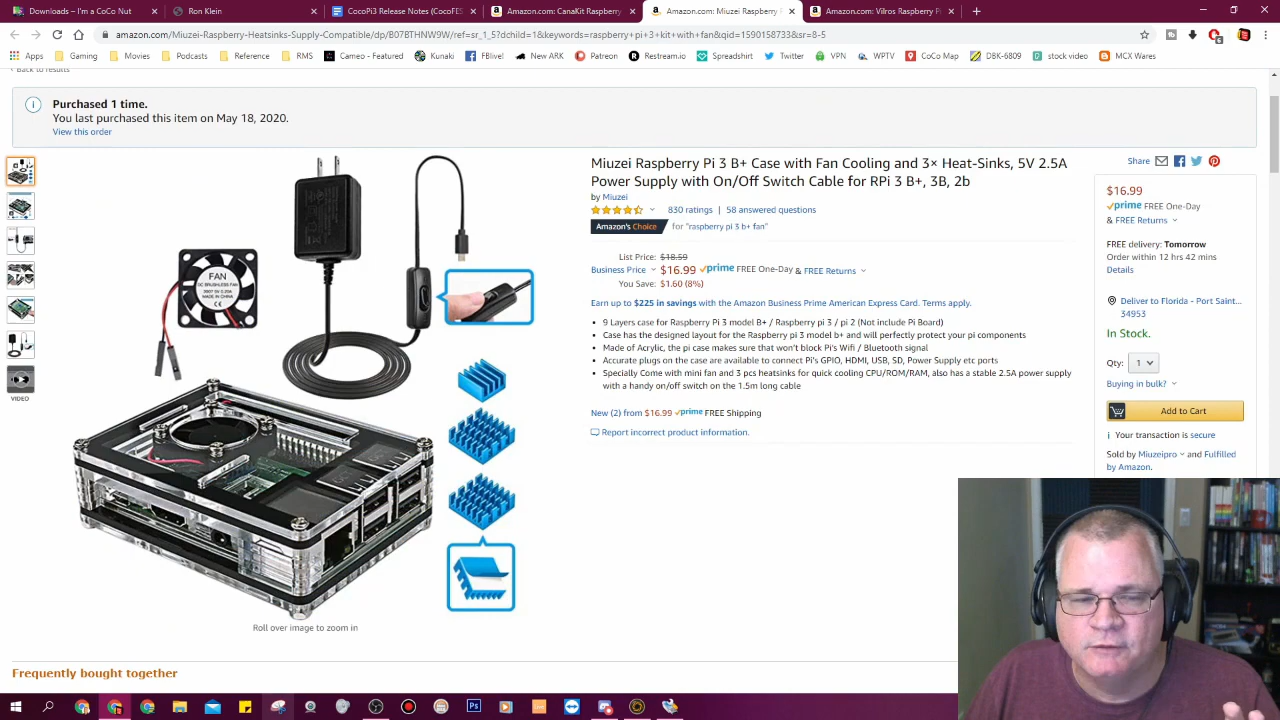 Downloads – I'm a CoCo Nut
Ron Klein
CocoPi3 Release Notes (CocoFES
Amazon.com: CanaKit Raspberry
Amazon.com: Miuzei Raspberry
Amazon.com: Vilros Raspberry P
amazon.com/Miuzei-Raspberry-Heatsinks-Supply-Compatible/dp/B07BTHNW9W/ref=sr_1_5?dchild=1&keywords=raspberry+pi+3+kit+with+fan&qid=1590158733&sr=8-5
Apps Gaming Movies Podcasts Reference RMS Cameo - Featured Kunaki FBlivel New ARK Patreon Restream.io Spreadshirt Twitter VPN WPTV CoCo Map DBK-6809 stock video MCX Wares
‹ Back to results
Purchased 1 time.
You last purchased this item on May 18, 2020.
View this order
Miuzei Raspberry Pi 3 B+ Case with Fan Cooling and 3× Heat-Sinks, 5V 2.5A
Power Supply with On/Off Switch Cable for RPi 3 B+, 3B, 2b
by Miuzei
830 ratings | 58 answered questions
Amazon's Choice for "raspberry pi 3 b+ fan"
List Price: $18.59
Business Price $16.99 prime FREE One-Day & FREE Returns
You Save: $1.60 (8%)
Earn up to $225 in savings with the Amazon Business Prime American Express Card. Terms apply.
• 9 Layers case for Raspberry Pi 3 model B+ / Raspberry pi 3 / pi 2 (Not include Pi Board)
• Case has the designed layout for the Raspberry pi 3 model b+ and will perfectly protect your pi components
• Made of Acrylic, the pi case makes sure that won't block Pi's Wifi / Bluetooth signal
• Accurate plugs on the case are available to connect Pi's GPIO, HDMI, USB, SD, Power Supply etc ports
• Specially Come with mini fan and 3 pcs heatsinks for quick cooling CPU/ROM/RAM, also has a stable 2.5A power supply
with a handy on/off switch on the 1.5m long cable
New (2) from $16.99 prime FREE Shipping
Report incorrect product information.
Share
$16.99
prime FREE One-Day
& FREE Returns
FREE delivery: Tomorrow
Order within 12 hrs 42 mins
Details
Deliver to Florida - Port Saint...
34953
In Stock.
Qty: 1
Buying in bulk?
Add to Cart
Your transaction is secure
Sold by Miuzeipro and Fulfilled
by Amazon.
FAN
DC BRUSHLESS FAN
MADE IN CHINA
VIDEO
Roll over image to zoom in
Frequently bought together